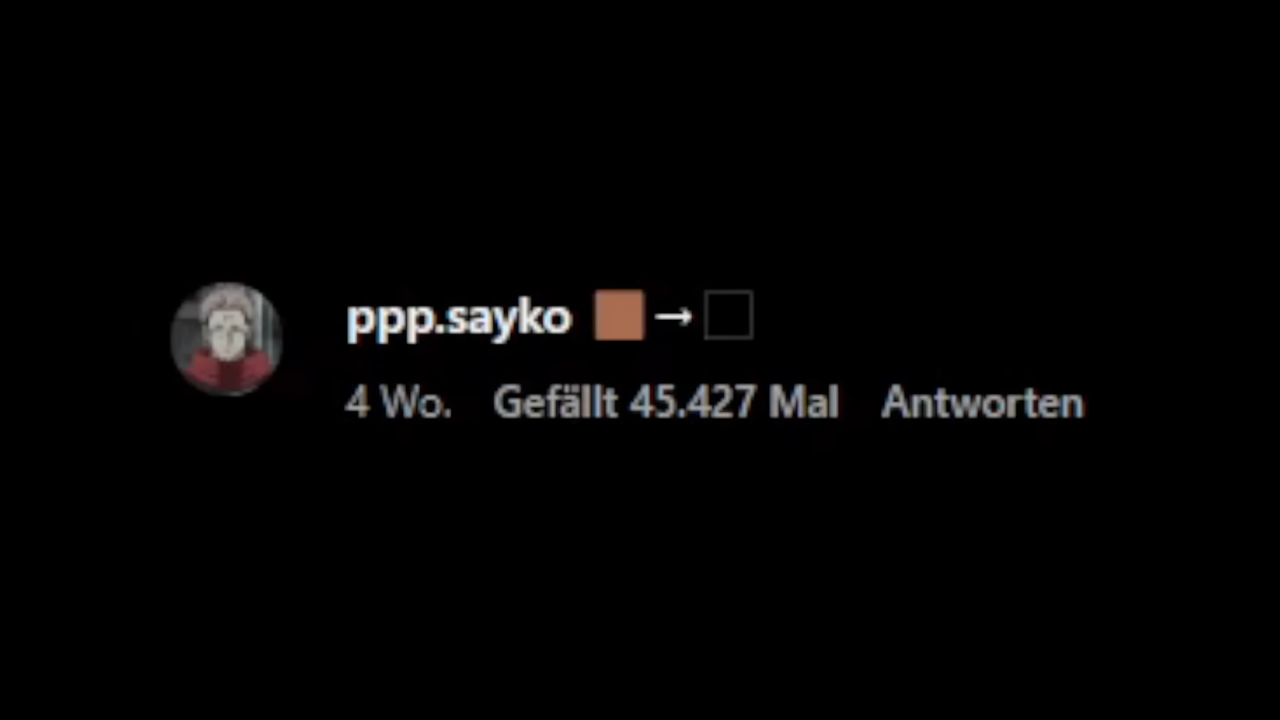 ppp.sayko 🟫→⬛
4 Wo. Gefällt 45.427 Mal Antworten